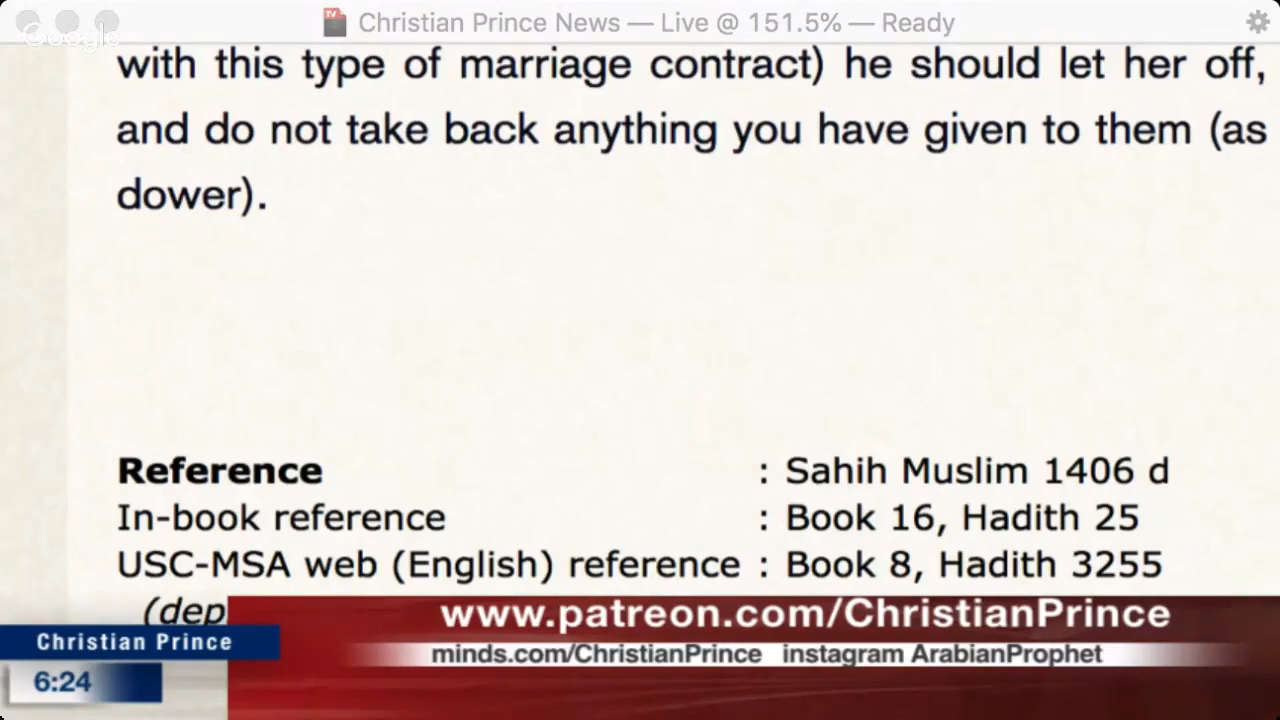 Christian Prince News — Live @ 151.5% — Ready
Google
with this type of marriage contract) he should let her off,
and do not take back anything you have given to them (as
dower).
Reference : Sahih Muslim 1406 d
In-book reference : Book 16, Hadith 25
USC-MSA web (English) reference : Book 8, Hadith 3255
(dep
www.patreon.com/ChristianPrince
Christian Prince
minds.com/ChristianPrince instagram ArabianProphet
6:24